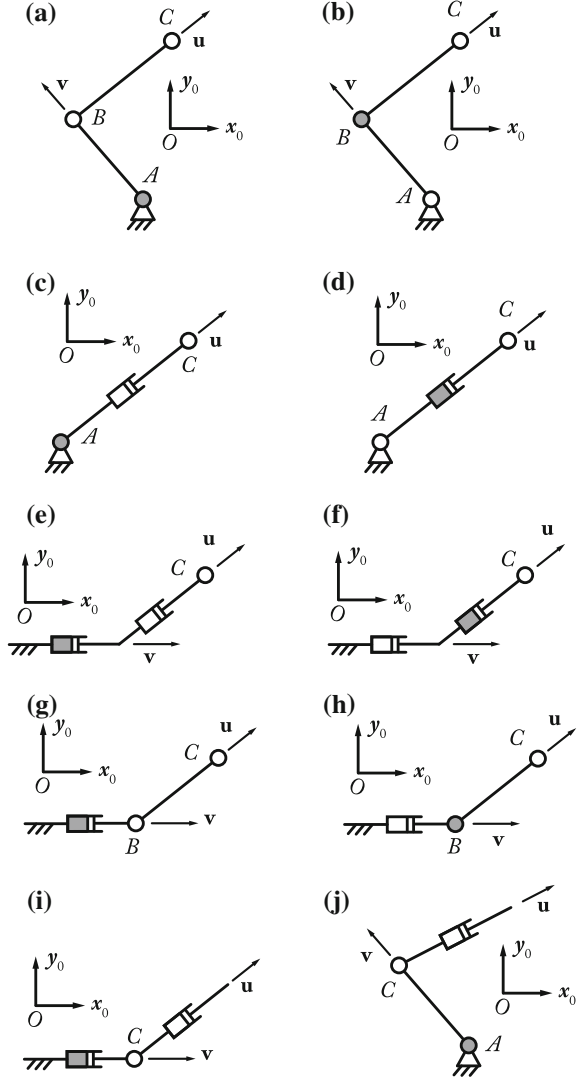 (a) (b)
C C
u u
v v
y0 y0
B B
O x0 O x0
A A
(c) (d)
y0 y0
O x0 O x0
C u C u
A A
(e) (f)
y0 u y0 u
C C
O x0 O x0
v v
(g) (h)
y0 u y0 u
C C
O x0 O x0
B v B v
(i) (j)
y0 u
v y0
O x0 C u C O x0
v A